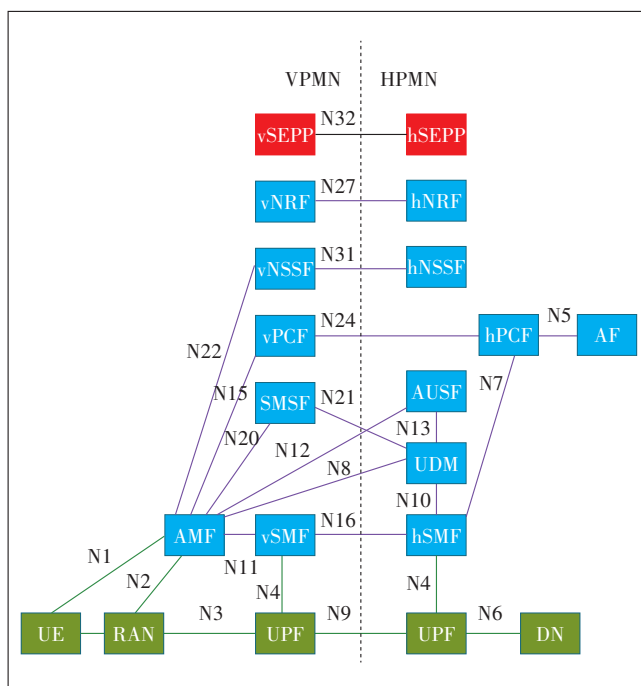 VPMN HPMN
vSEPP N32 hSEPP
vNRF N27 hNRF
vNSSF N31 hNSSF
vPCF N24 hPCF N5 AF
N22 N7
SMSF N15 N21 AUSF
N20 N12 N13
N8 UDM
N10
AMF N16 hSMF
vSMF
N1 N11
N2 N4 N4
UE RAN N3 UPF N9 UPF N6 DN